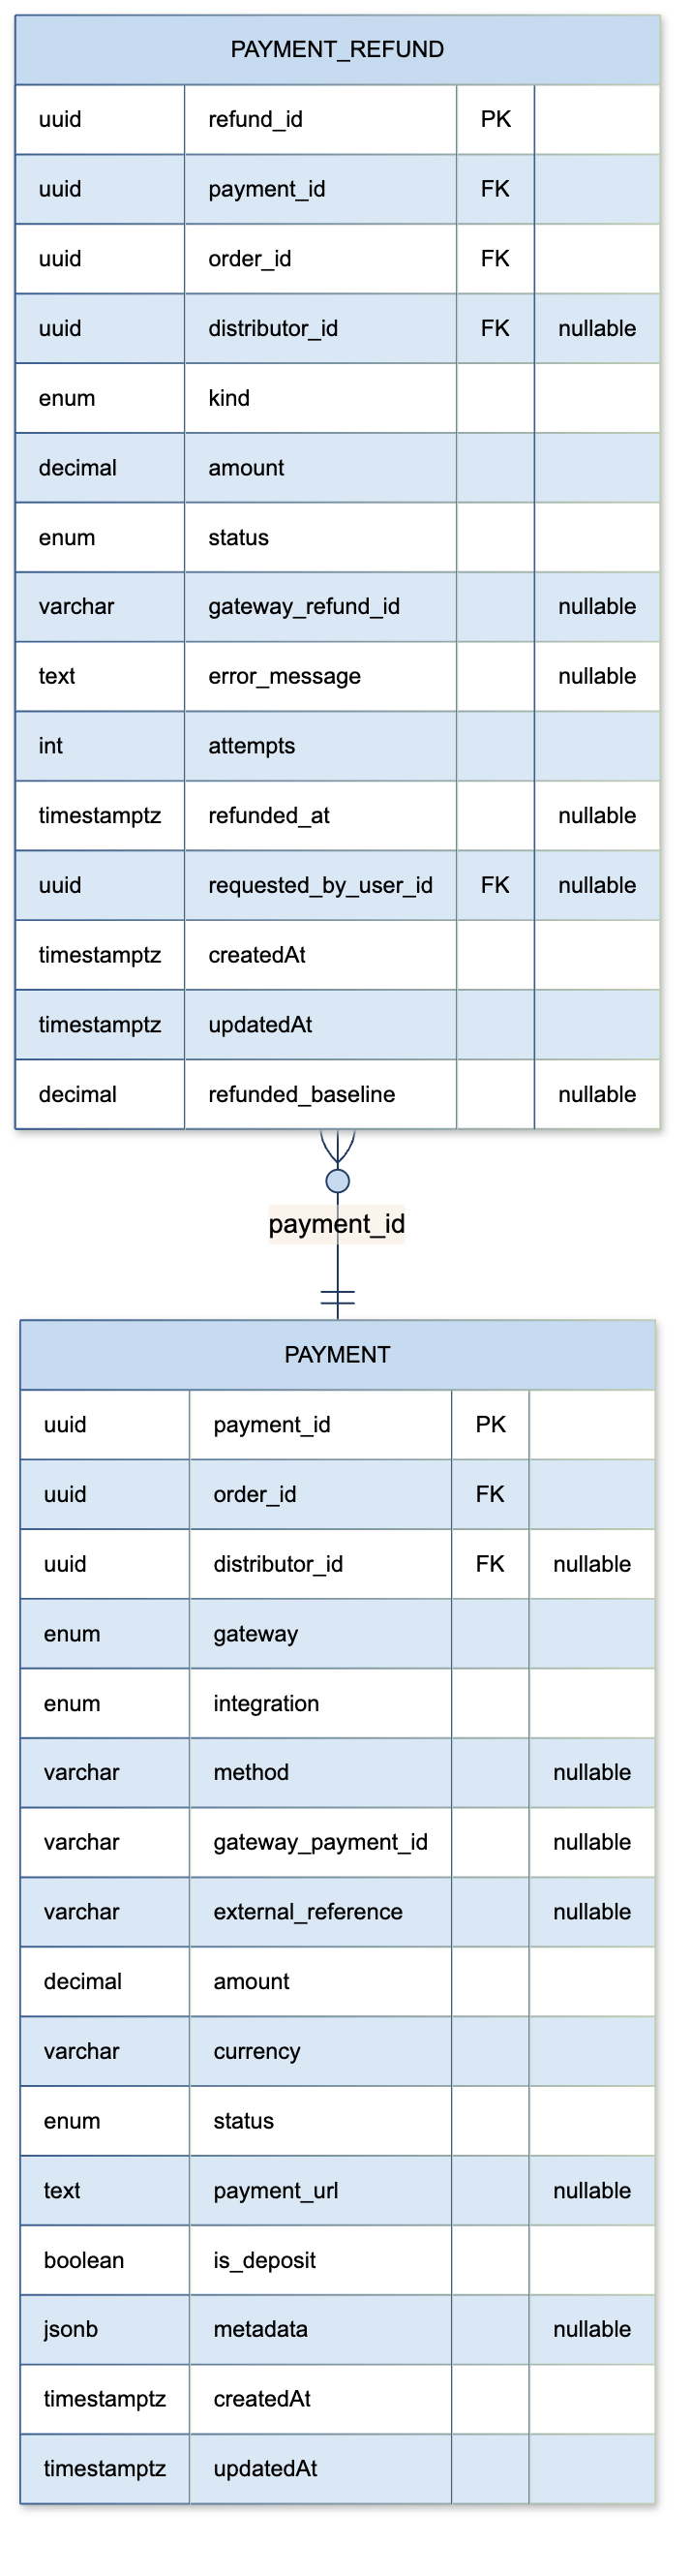 PAYMENT_REFUND
uuid refund_id PK
uuid payment_id FK
uuid order_id FK
uuid distributor_id FK nullable
enum kind
decimal amount
enum status
varchar gateway_refund_id nullable
text error_message nullable
int attempts
timestamptz refunded_at nullable
uuid requested_by_user_id FK nullable
timestamptz createdAt
timestamptz updatedAt
decimal refunded_baseline nullable
payment_id
PAYMENT
uuid payment_id PK
uuid order_id FK
uuid distributor_id FK nullable
enum gateway
enum integration
varchar method nullable
varchar gateway_payment_id nullable
varchar external_reference nullable
decimal amount
varchar currency
enum status
text payment_url nullable
boolean is_deposit
jsonb metadata nullable
timestamptz createdAt
timestamptz updatedAt